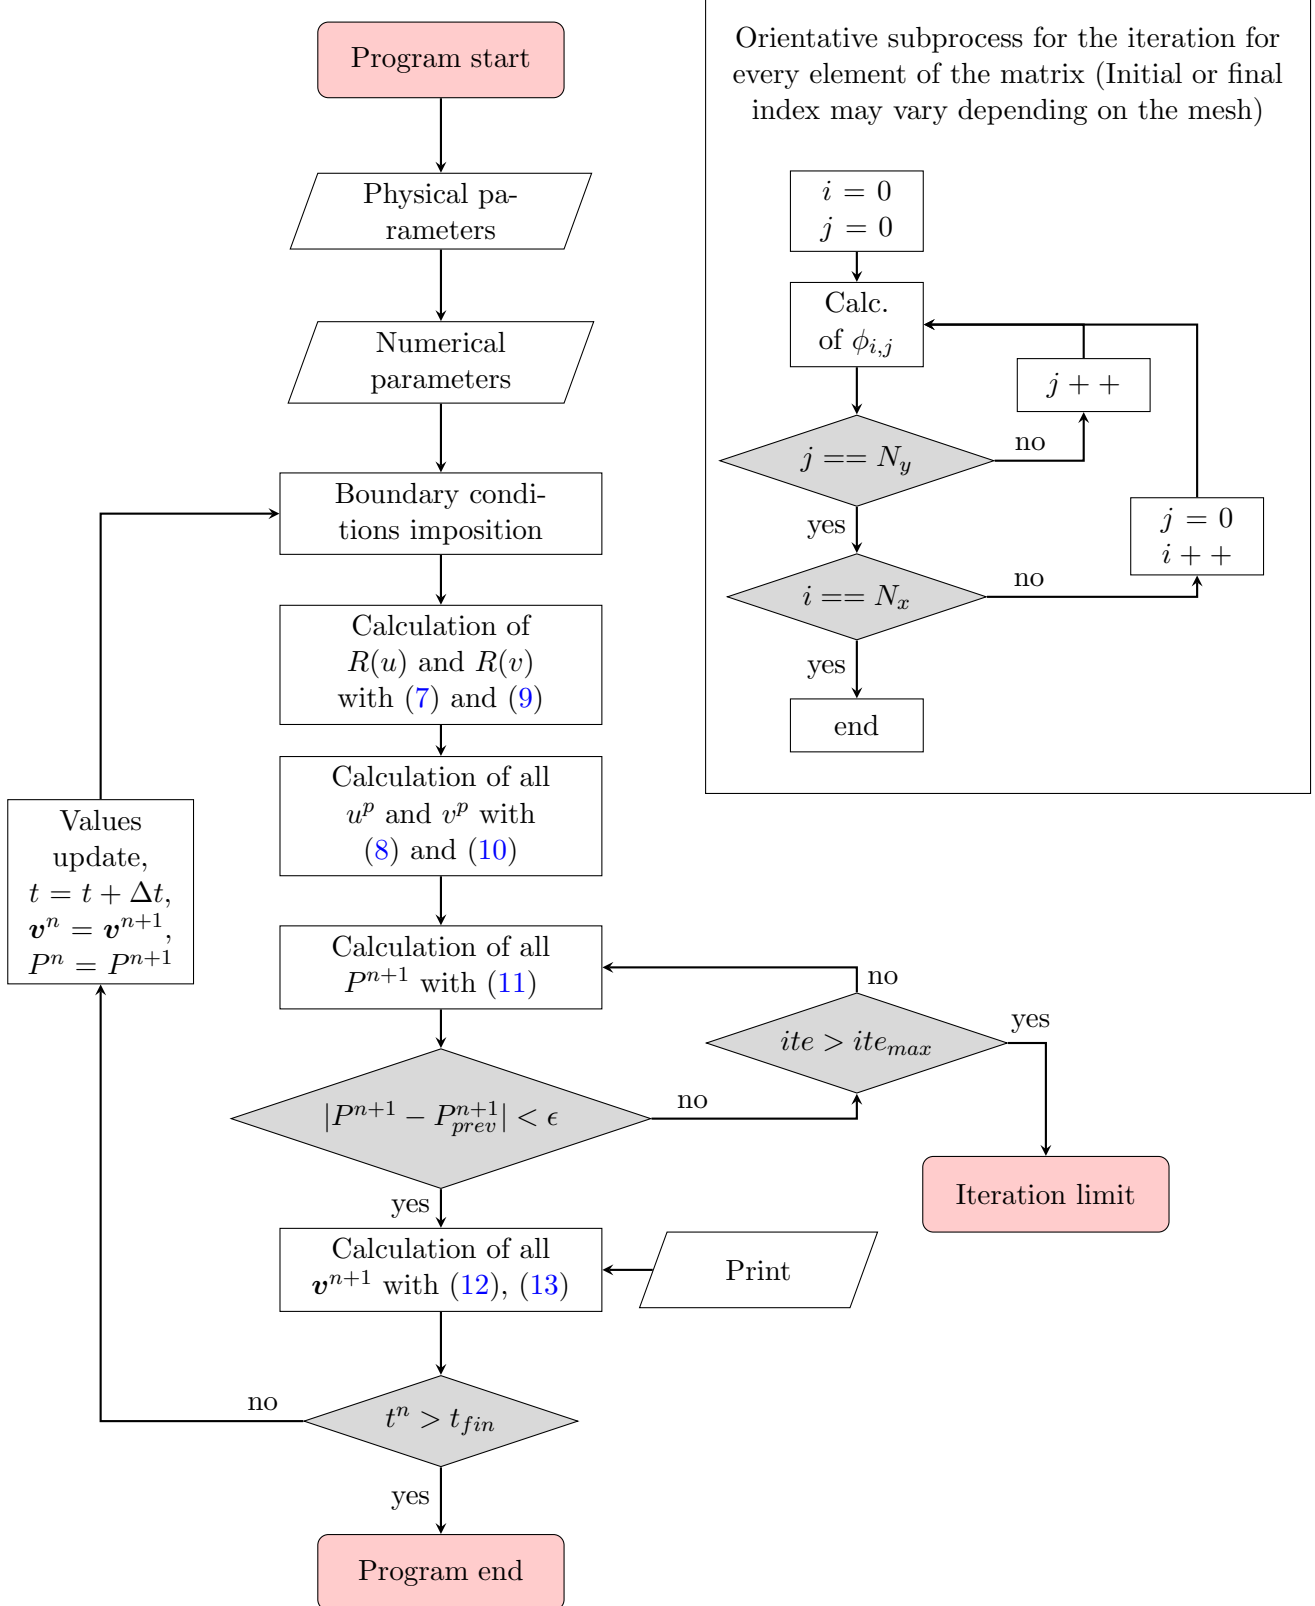 Program start
Physical pa-
rameters
Numerical
parameters
Boundary condi-
tions imposition
Calculation of
R(u) and R(v)
with (7) and (9)
Calculation of all
u^p and v^p with
(8) and (10)
Calculation of all
P^{n+1} with (11)
|P^{n+1} − P^{n+1}_{prev}| < ϵ
no
yes
ite > ite_{max}
no
yes
Iteration limit
Calculation of all
v^{n+1} with (12), (13)
Print
t^n > t_{fin}
no
yes
Program end
Values
update,
t = t + Δt,
v^n = v^{n+1},
P^n = P^{n+1}
Orientative subprocess for the iteration for
every element of the matrix (Initial or final
index may vary depending on the mesh)
i = 0
j = 0
Calc.
of ϕ_{i,j}
j == N_y
no
j + +
yes
i == N_x
no
j = 0
i + +
yes
end